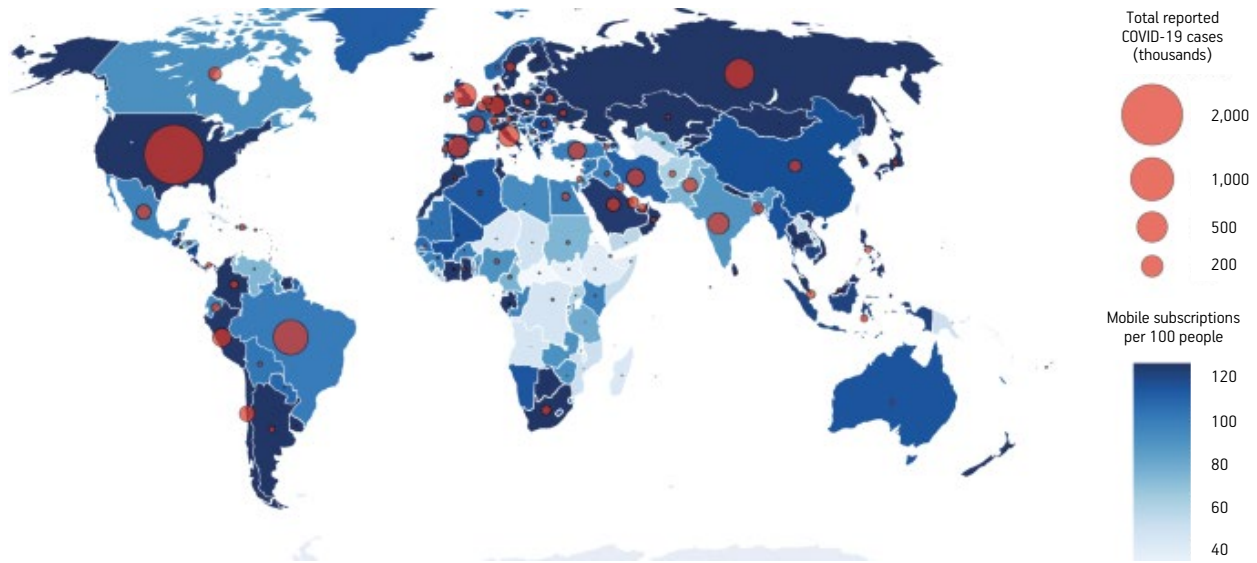 Total reported
COVID-19 cases
(thousands)
2,000
1,000
500
200
Mobile subscriptions
per 100 people
120
100
80
60
40